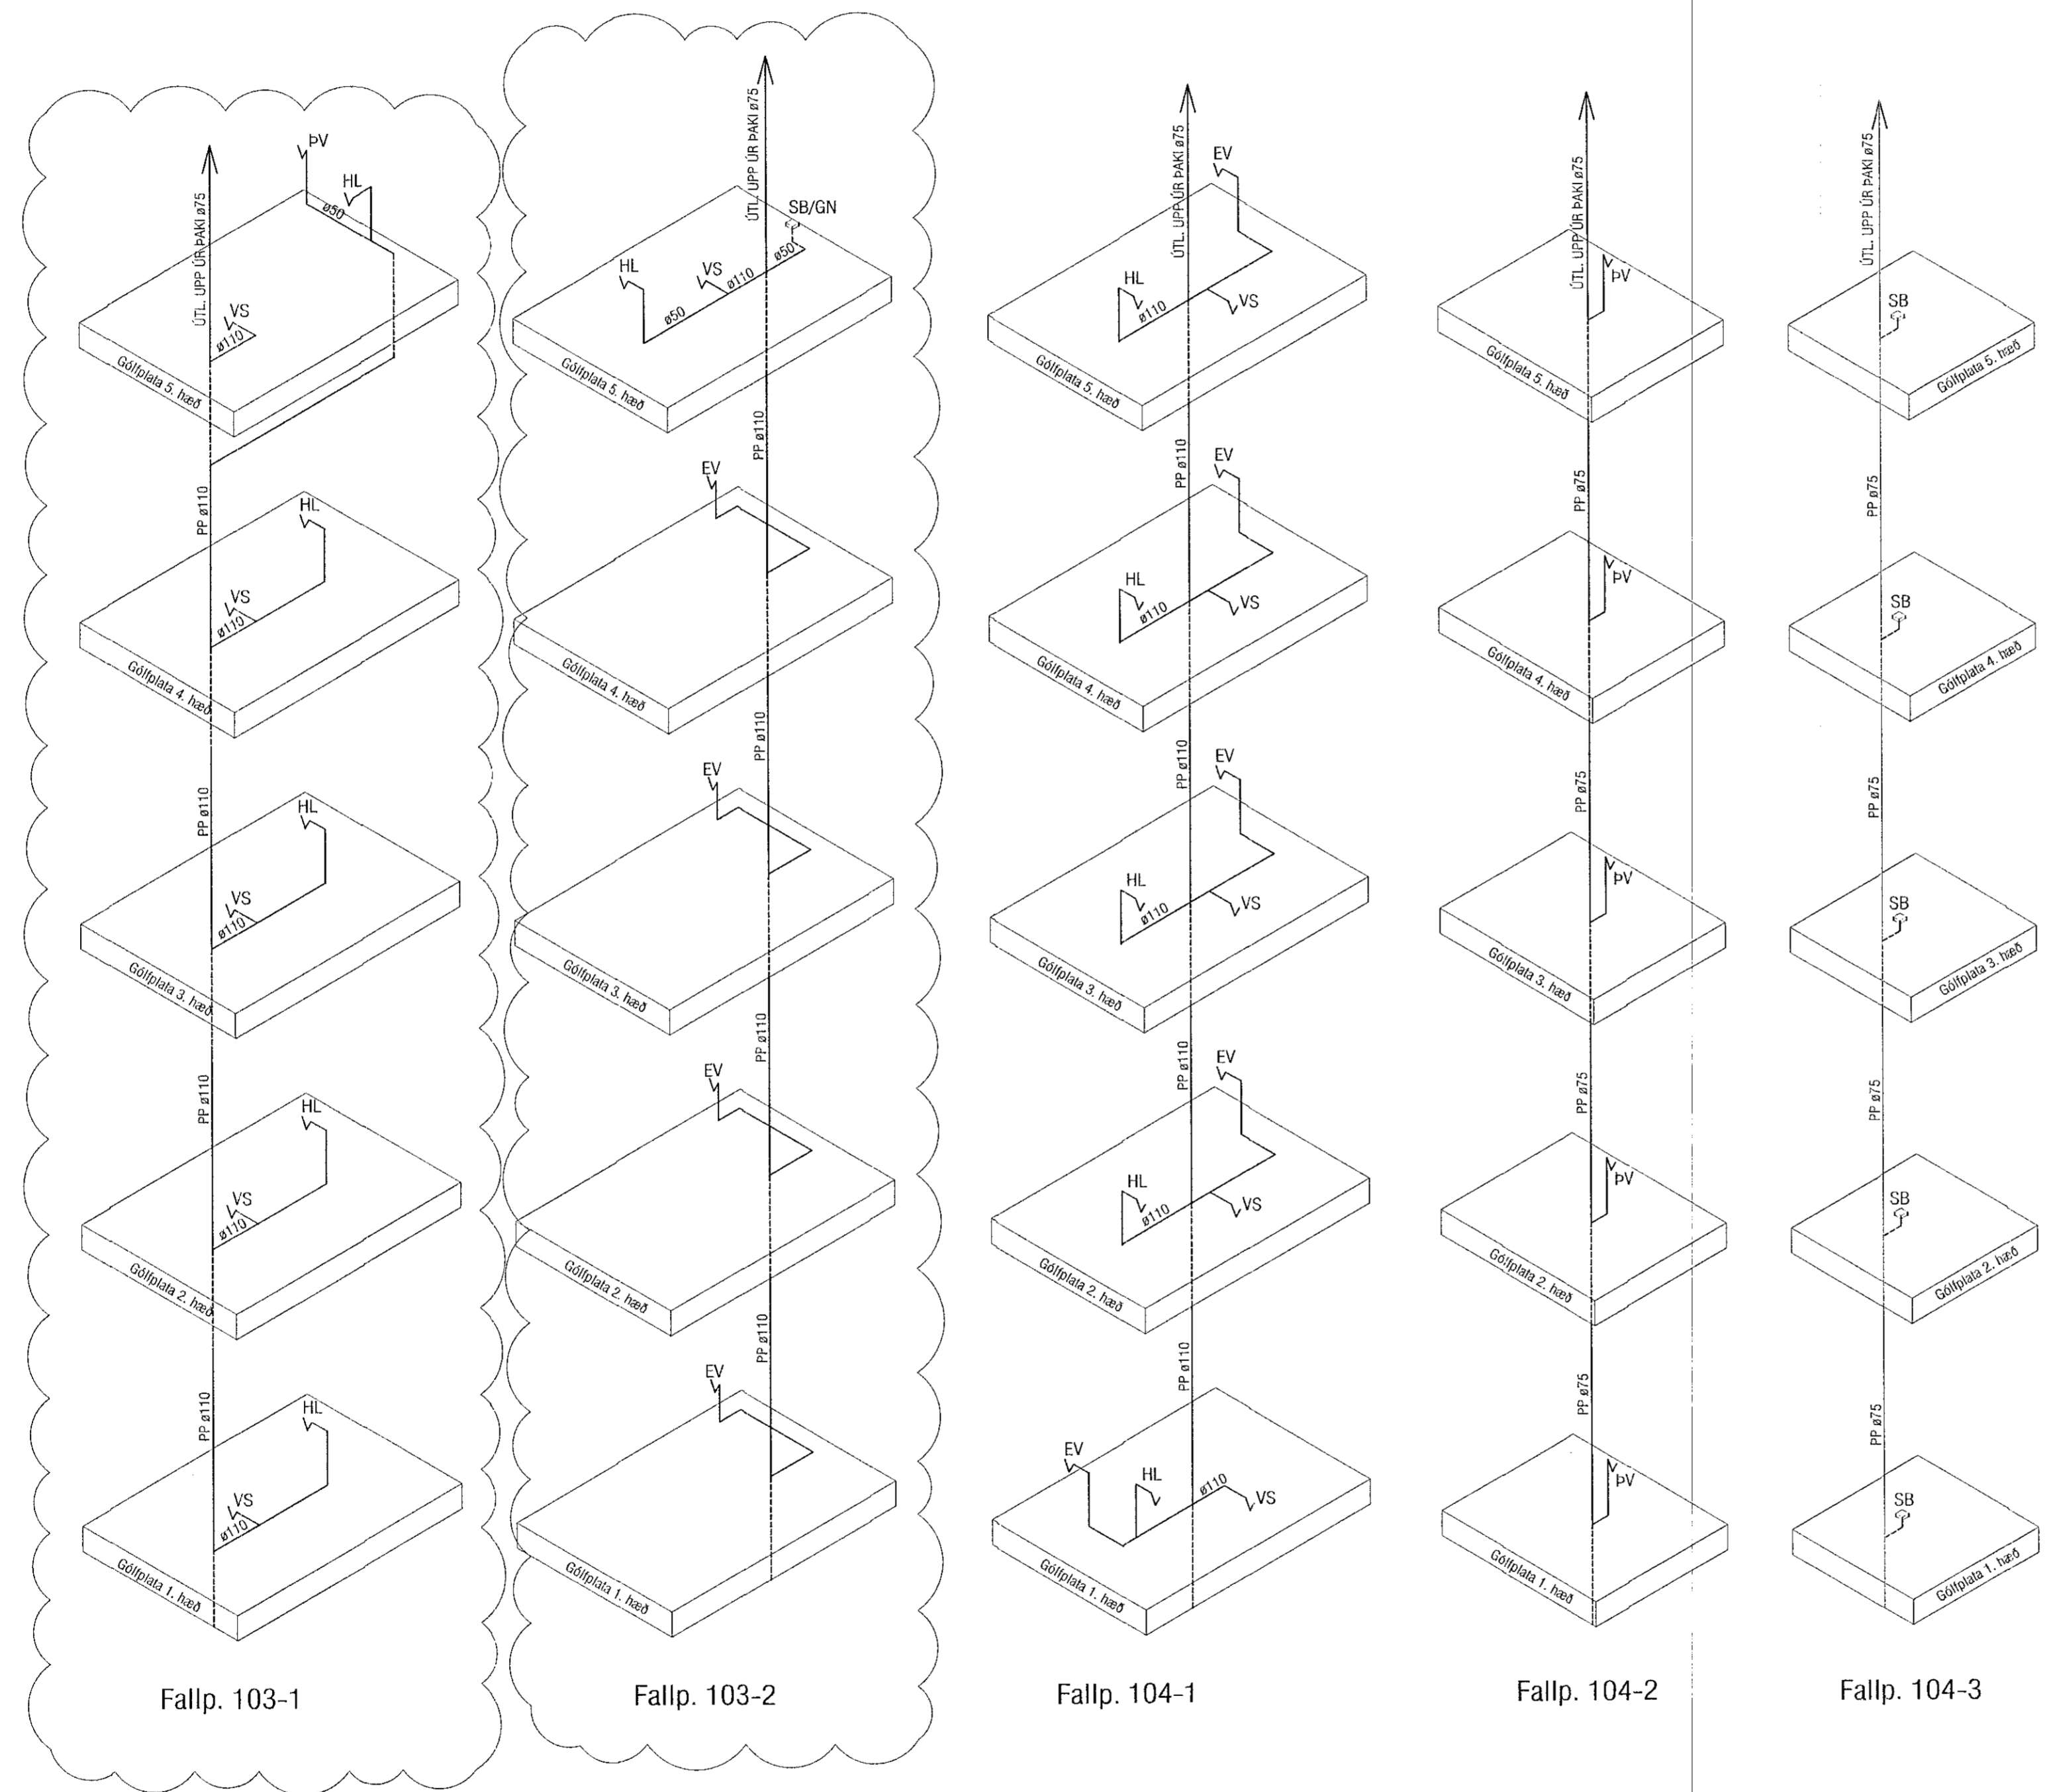 ÚTL. UPP ÚR ÞAKI ø75
ÞV
HL
ø50
VS
ø110
Gólfplata 5. hæð
PP ø110
HL
VS
ø110
Gólfplata 4. hæð
PP ø110
HL
VS
ø110
Gólfplata 3. hæð
PP ø110
HL
VS
ø110
Gólfplata 2. hæð
PP ø110
HL
VS
ø110
Gólfplata 1. hæð
Fallp. 103-1
ÚTL. UPP ÚR ÞAKI ø75
SB/GN
HL
VS
ø110
ø50
ø50
Gólfplata 5. hæð
PP ø110
EV
Gólfplata 4. hæð
PP ø110
EV
Gólfplata 3. hæð
PP ø110
EV
Gólfplata 2. hæð
PP ø110
EV
Gólfplata 1. hæð
Fallp. 103-2
ÚTL. UPP ÚR ÞAKI ø75
EV
HL
ø110
VS
Gólfplata 5. hæð
PP ø110
EV
HL
ø110
VS
Gólfplata 4. hæð
PP ø110
EV
HL
ø110
VS
Gólfplata 3. hæð
PP ø110
EV
HL
ø110
VS
Gólfplata 2. hæð
PP ø110
EV
HL
ø110
VS
Gólfplata 1. hæð
Fallp. 104-1
ÚTL. UPP ÚR ÞAKI ø75
ÞV
Gólfplata 5. hæð
PP ø75
ÞV
Gólfplata 4. hæð
PP ø75
ÞV
Gólfplata 3. hæð
PP ø75
ÞV
Gólfplata 2. hæð
PP ø75
ÞV
Gólfplata 1. hæð
Fallp. 104-2
ÚTL. UPP ÚR ÞAKI ø75
SB
Gólfplata 5. hæð
PP ø75
SB
Gólfplata 4. hæð
PP ø75
SB
Gólfplata 3. hæð
PP ø75
SB
Gólfplata 2. hæð
PP ø75
SB
Gólfplata 1. hæð
Fallp. 104-3